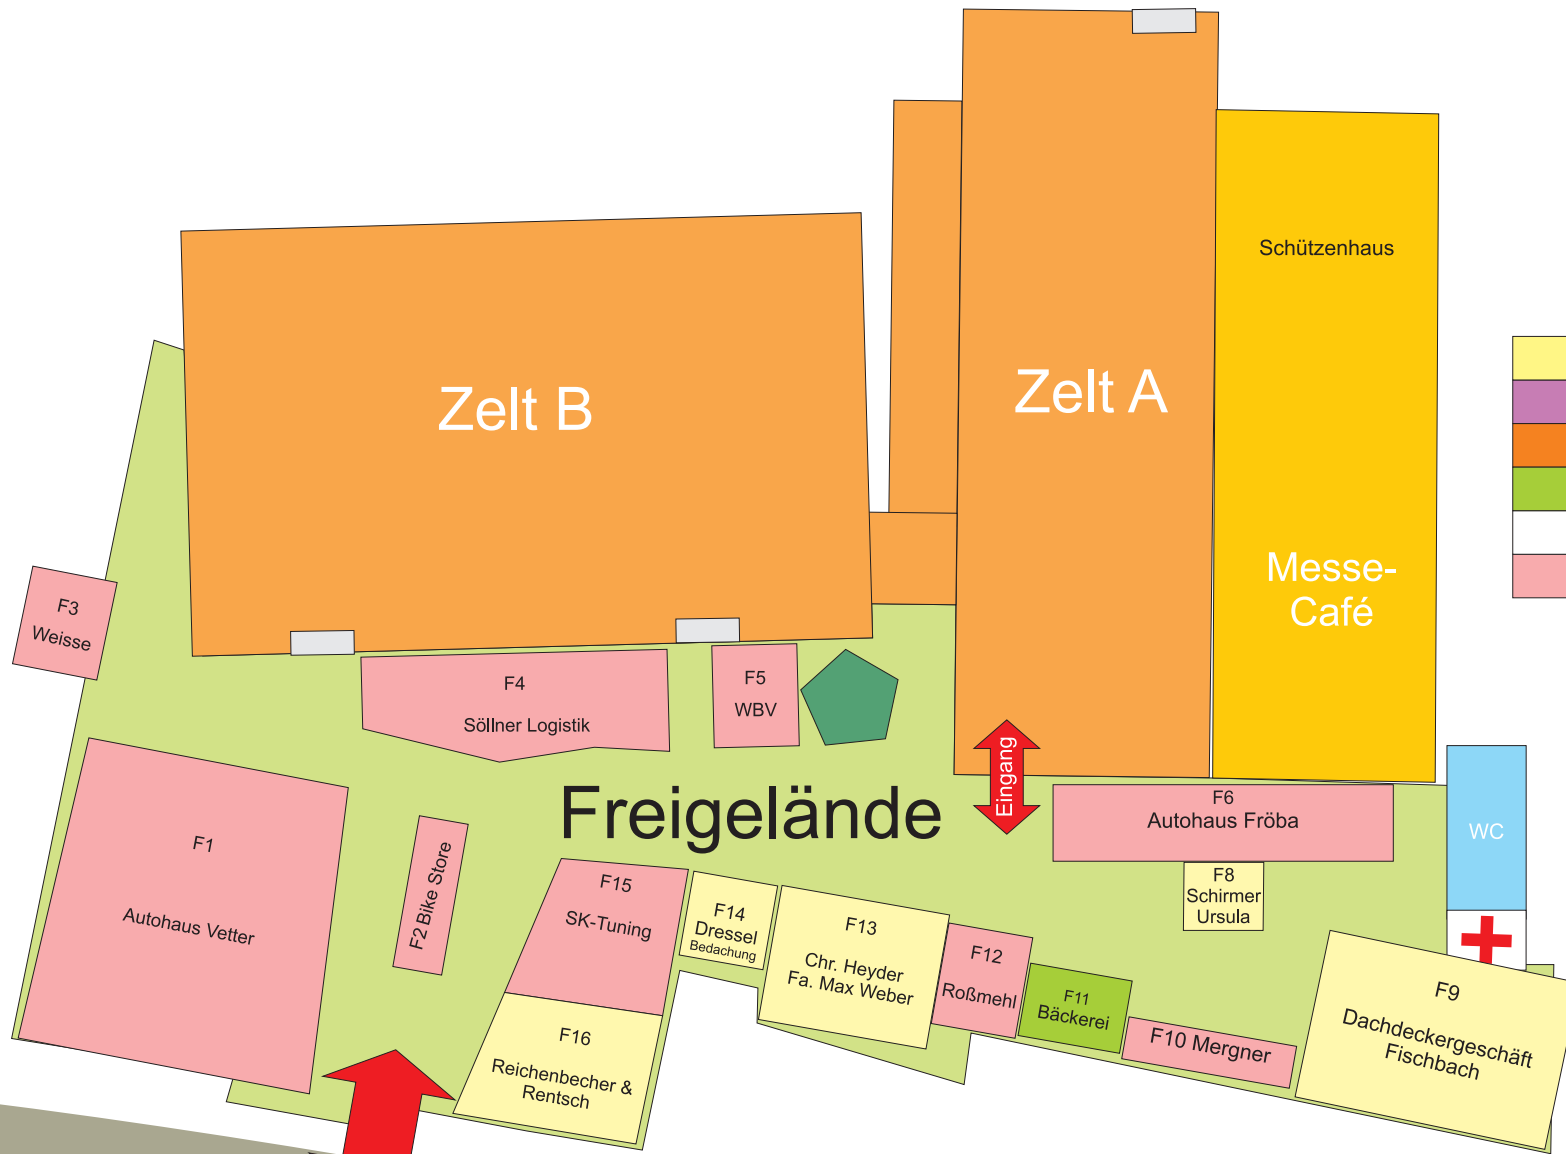 Schützenhaus
Zelt B
Zelt A
Messe-
Café
F3
Weisse
F4
Söllner Logistik
F5
WBV
Eingang
Freigelände
F6
Autohaus Fröba
WC
F1
Autohaus Vetter
F2 Bike Store
F15
SK-Tuning
F14
Dressel
Bedachung
F13
Chr. Heyder
Fa. Max Weber
F8
Schirmer
Ursula
F12
Roßmehl
F11
Bäckerei
F10 Mergner
F9
Dachdeckergeschäft
Fischbach
F16
Reichenbecher &
Rentsch